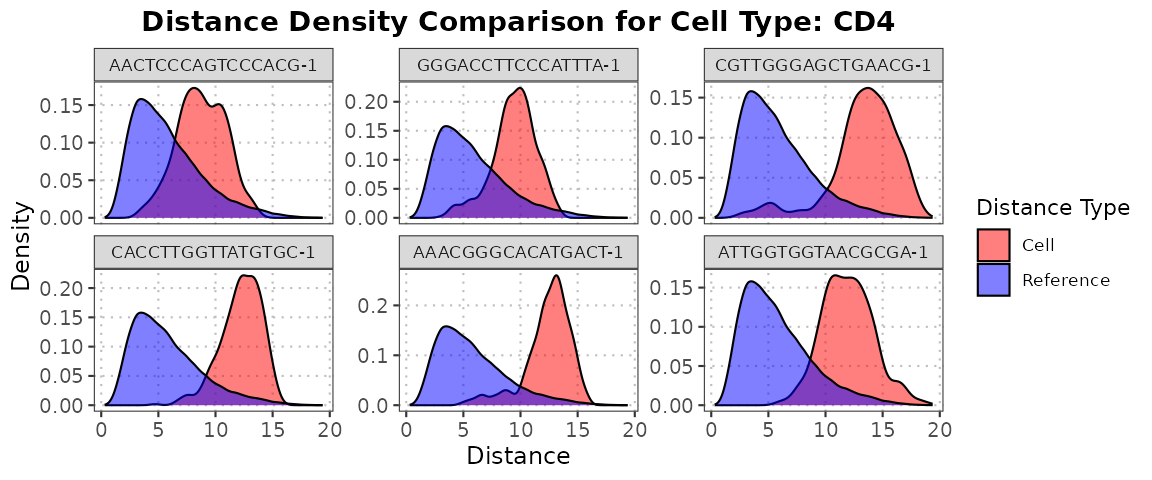 Distance Density Comparison for Cell Type: CD4
AACTCCCAGTCCCACG-1
GGGACCTTCCCATTTA-1
CGTTGGGAGCTGAACG-1
0.15
0.10
0.05
0.00
0.20
0.15
0.10
0.05
0.00
0.15
0.10
0.05
0.00
CACCTTGGTTATGTGC-1
AAACGGGCACATGACT-1
ATTGGTGGTAACGCGA-1
0.20
0.15
0.10
0.05
0.00
0.2
0.1
0.0
0.15
0.10
0.05
0.00
0 5 10 15 20
0 5 10 15 20
0 5 10 15 20
Density
Distance
Distance Type
Cell
Reference